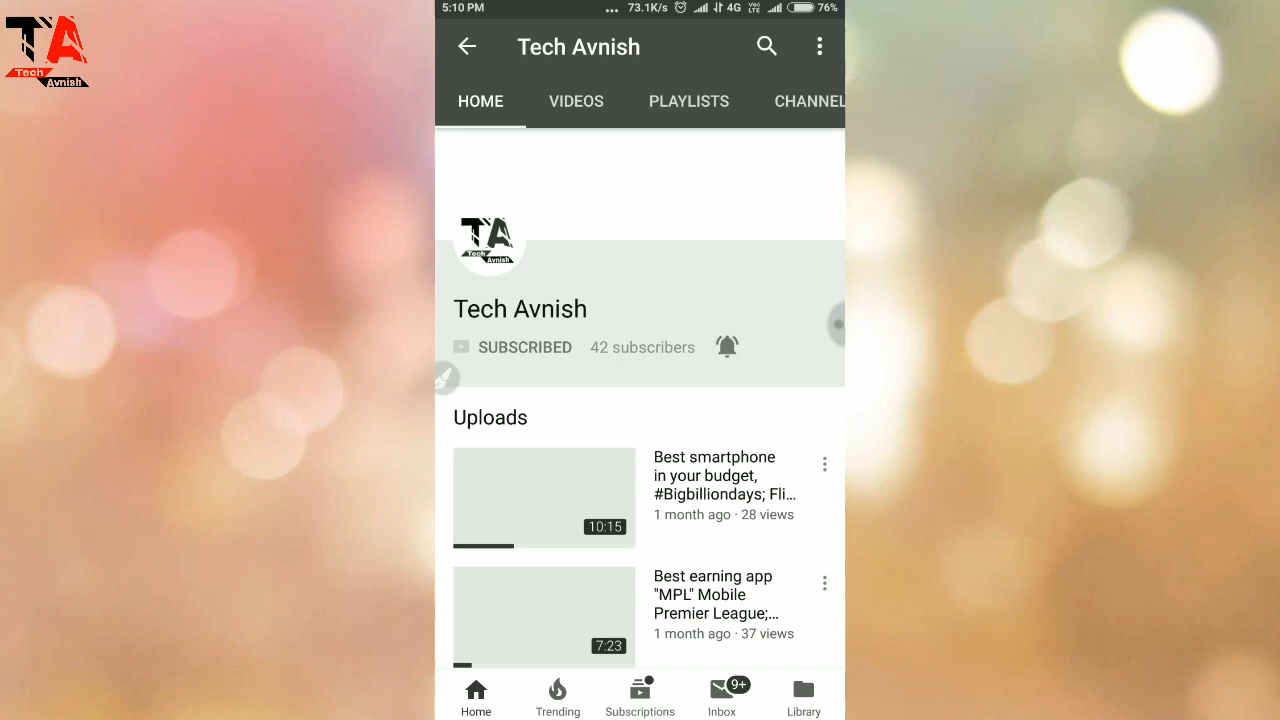 TA
Tech
Avnish
5:10 PM ... 73.1K/s 4G VoLTE 76%
Tech Avnish
HOME VIDEOS PLAYLISTS CHANNEL
TA
Tech
Avnish
Tech Avnish
SUBSCRIBED 42 subscribers
Uploads
Best smartphone
in your budget,
#Bigbilliondays; Fli...
1 month ago · 28 views
10:15
Best earning app
"MPL" Mobile
Premier League;...
1 month ago · 37 views
7:23
9+
Home Trending Subscriptions Inbox Library